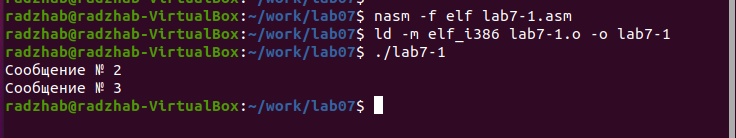 radzhab@radzhab-VirtualBox:~/work/lab07$ nasm -f elf lab7-1.asm
radzhab@radzhab-VirtualBox:~/work/lab07$ ld -m elf_i386 lab7-1.o -o lab7-1
radzhab@radzhab-VirtualBox:~/work/lab07$ ./lab7-1
Сообщение № 2
Сообщение № 3
radzhab@radzhab-VirtualBox:~/work/lab07$